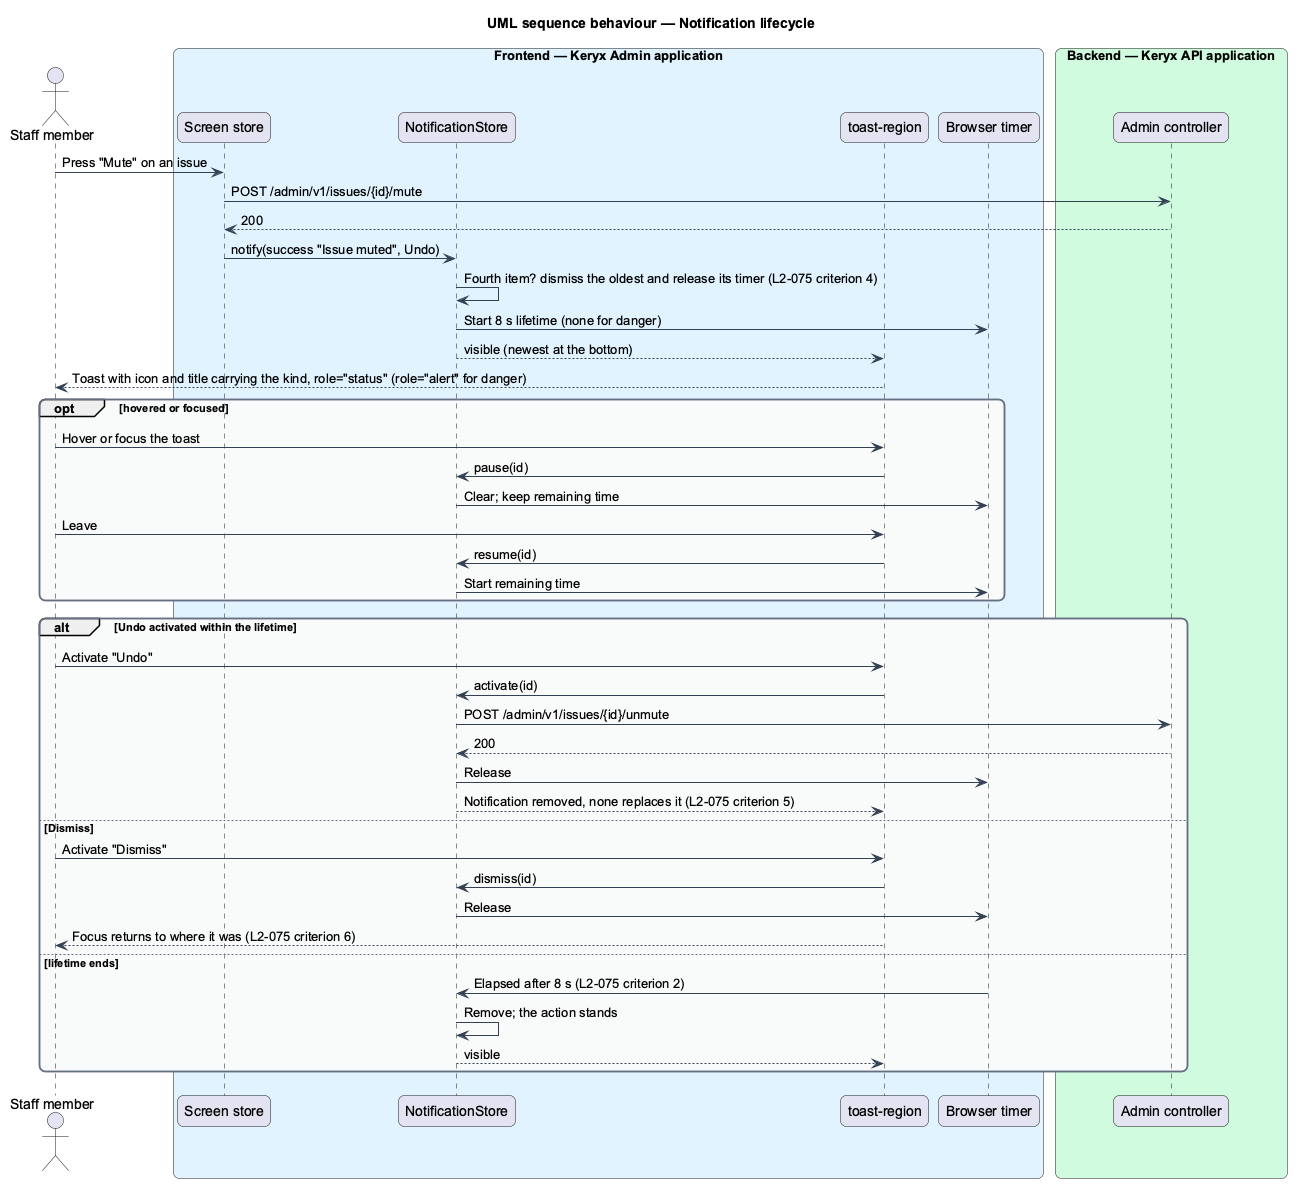 UML sequence behaviour — Notification lifecycle
Frontend — Keryx Admin application
Backend — Keryx API application
Staff member
Screen store
NotificationStore
toast-region
Browser timer
Admin controller
Press "Mute" on an issue
POST /admin/v1/issues/{id}/mute
200
notify(success "Issue muted", Undo)
Fourth item? dismiss the oldest and release its timer (L2-075 criterion 4)
Start 8 s lifetime (none for danger)
visible (newest at the bottom)
Toast with icon and title carrying the kind, role="status" (role="alert" for danger)
opt
[hovered or focused]
Hover or focus the toast
pause(id)
Clear; keep remaining time
Leave
resume(id)
Start remaining time
alt
[Undo activated within the lifetime]
Activate "Undo"
activate(id)
POST /admin/v1/issues/{id}/unmute
200
Release
Notification removed, none replaces it (L2-075 criterion 5)
[Dismiss]
Activate "Dismiss"
dismiss(id)
Release
Focus returns to where it was (L2-075 criterion 6)
[lifetime ends]
Elapsed after 8 s (L2-075 criterion 2)
Remove; the action stands
visible
Staff member
Screen store
NotificationStore
toast-region
Browser timer
Admin controller